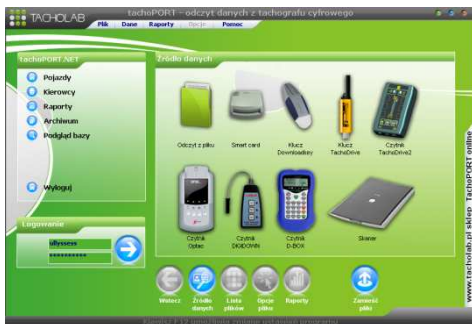 TACHOLAB
tachoPORT - odczyt danych z tachografu cyfrowego
Plik Dane Raporty Opcje Pomoc
tachoPORT.NET
Pojazdy
Kierowcy
Raporty
Archiwum
Podgląd bazy
Wyloguj
Logowanie
**********
Źródło danych
Odczyt z pliku
Smart card
Klucz
Downloadkey
Klucz
TachoDrive
Czytnik
TachoDrive2
Czytnik
Optac
Czytnik
DIGIDOWN
Czytnik
D-BOX
Skaner
Wstecz
Źródło
danych
Lista
plików
Opcje
pliku
Raporty
Zamieść
pliki
www.tacholab.pl sklep TachoPORT online